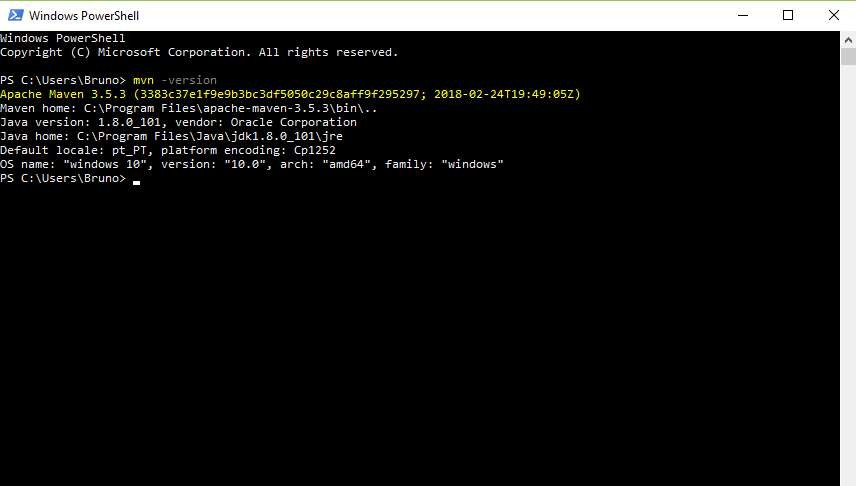 Windows PowerShell
Windows PowerShell
Copyright (C) Microsoft Corporation. All rights reserved.
PS C:\Users\Bruno> mvn -version
Apache Maven 3.5.3 (3383c37e1f9e9b3bc3df5050c29c8aff9f295297; 2018-02-24T19:49:05Z)
Maven home: C:\Program Files\apache-maven-3.5.3\bin\..
Java version: 1.8.0_101, vendor: Oracle Corporation
Java home: C:\Program Files\Java\jdk1.8.0_101\jre
Default locale: pt_PT, platform encoding: Cp1252
OS name: "windows 10", version: "10.0", arch: "amd64", family: "windows"
PS C:\Users\Bruno>